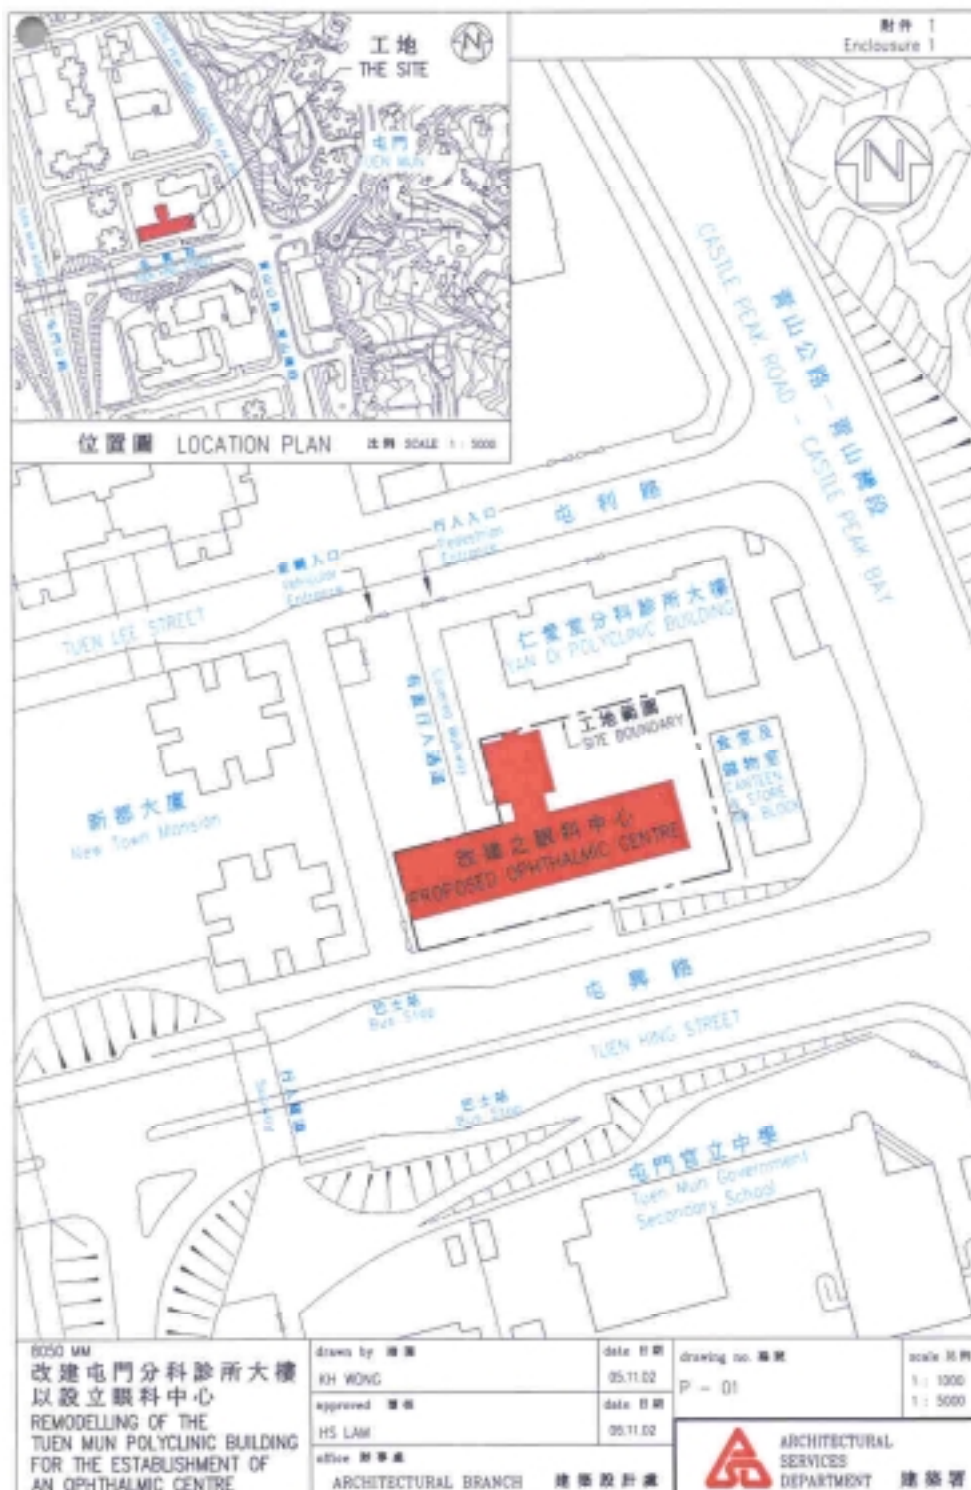 附件 1
Enclousure 1
工地
THE SITE
N
屯門
TUEN MUN
位置圖 LOCATION PLAN 比例 SCALE 1 : 5000
N
青山公路－青山灣段
CASTLE PEAK ROAD - CASTLE PEAK BAY
屯利路
TUEN LEE STREET
行人入口
Pedestrian
Entrance
車輛入口
Vehicular
Entrance
仁愛堂分科診所大樓
YAN OI POLYCLINIC BUILDING
有蓋行人通道
Covered Walkway
工地範圍
SITE BOUNDARY
食堂及
儲物室
CANTEEN
STORE
BLOCK
新都大廈
New Town Mansion
改建之眼科中心
PROPOSED OPHTHALMIC CENTRE
屯興路
TUEN HING STREET
巴士站
Bus Stop
行人隧道
Subway
巴士站
Bus Stop
屯門官立中學
Tuen Mun Government
Secondary School
8050 MM
改建屯門分科診所大樓
以設立眼科中心
REMODELLING OF THE
TUEN MUN POLYCLINIC BUILDING
FOR THE ESTABLISHMENT OF
AN OPHTHALMIC CENTRE
drawn by 繪圖
KH WONG
date 日期
05.11.02
approved
HS LAM
date 日期
05.11.02
office 辦事處
ARCHITECTURAL BRANCH 建築設計處
drawing no. 圖號
P - 01
scale 比例
1 : 1000
1 : 5000
ARCHITECTURAL
SERVICES
DEPARTMENT 建築署